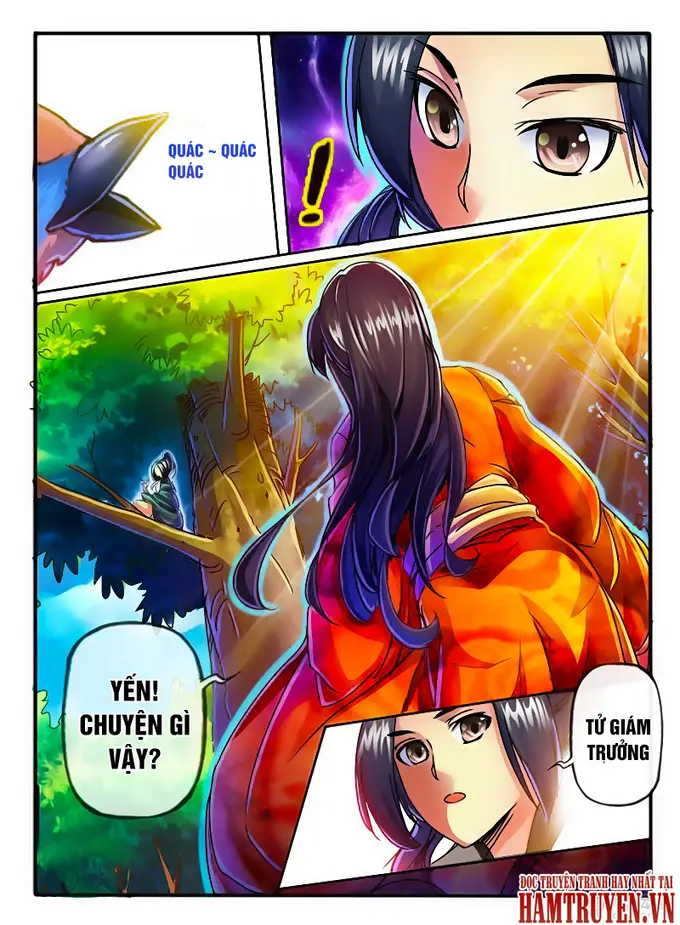 QUÁC ~ QUÁC
QUÁC
!
YẾN!
CHUYỆN GÌ
VẬY?
TỬ GIÁM
TRƯỞNG
ĐỌC TRUYỆN TRANH HAY NHẤT TẠI
HAMTRUYEN.VN